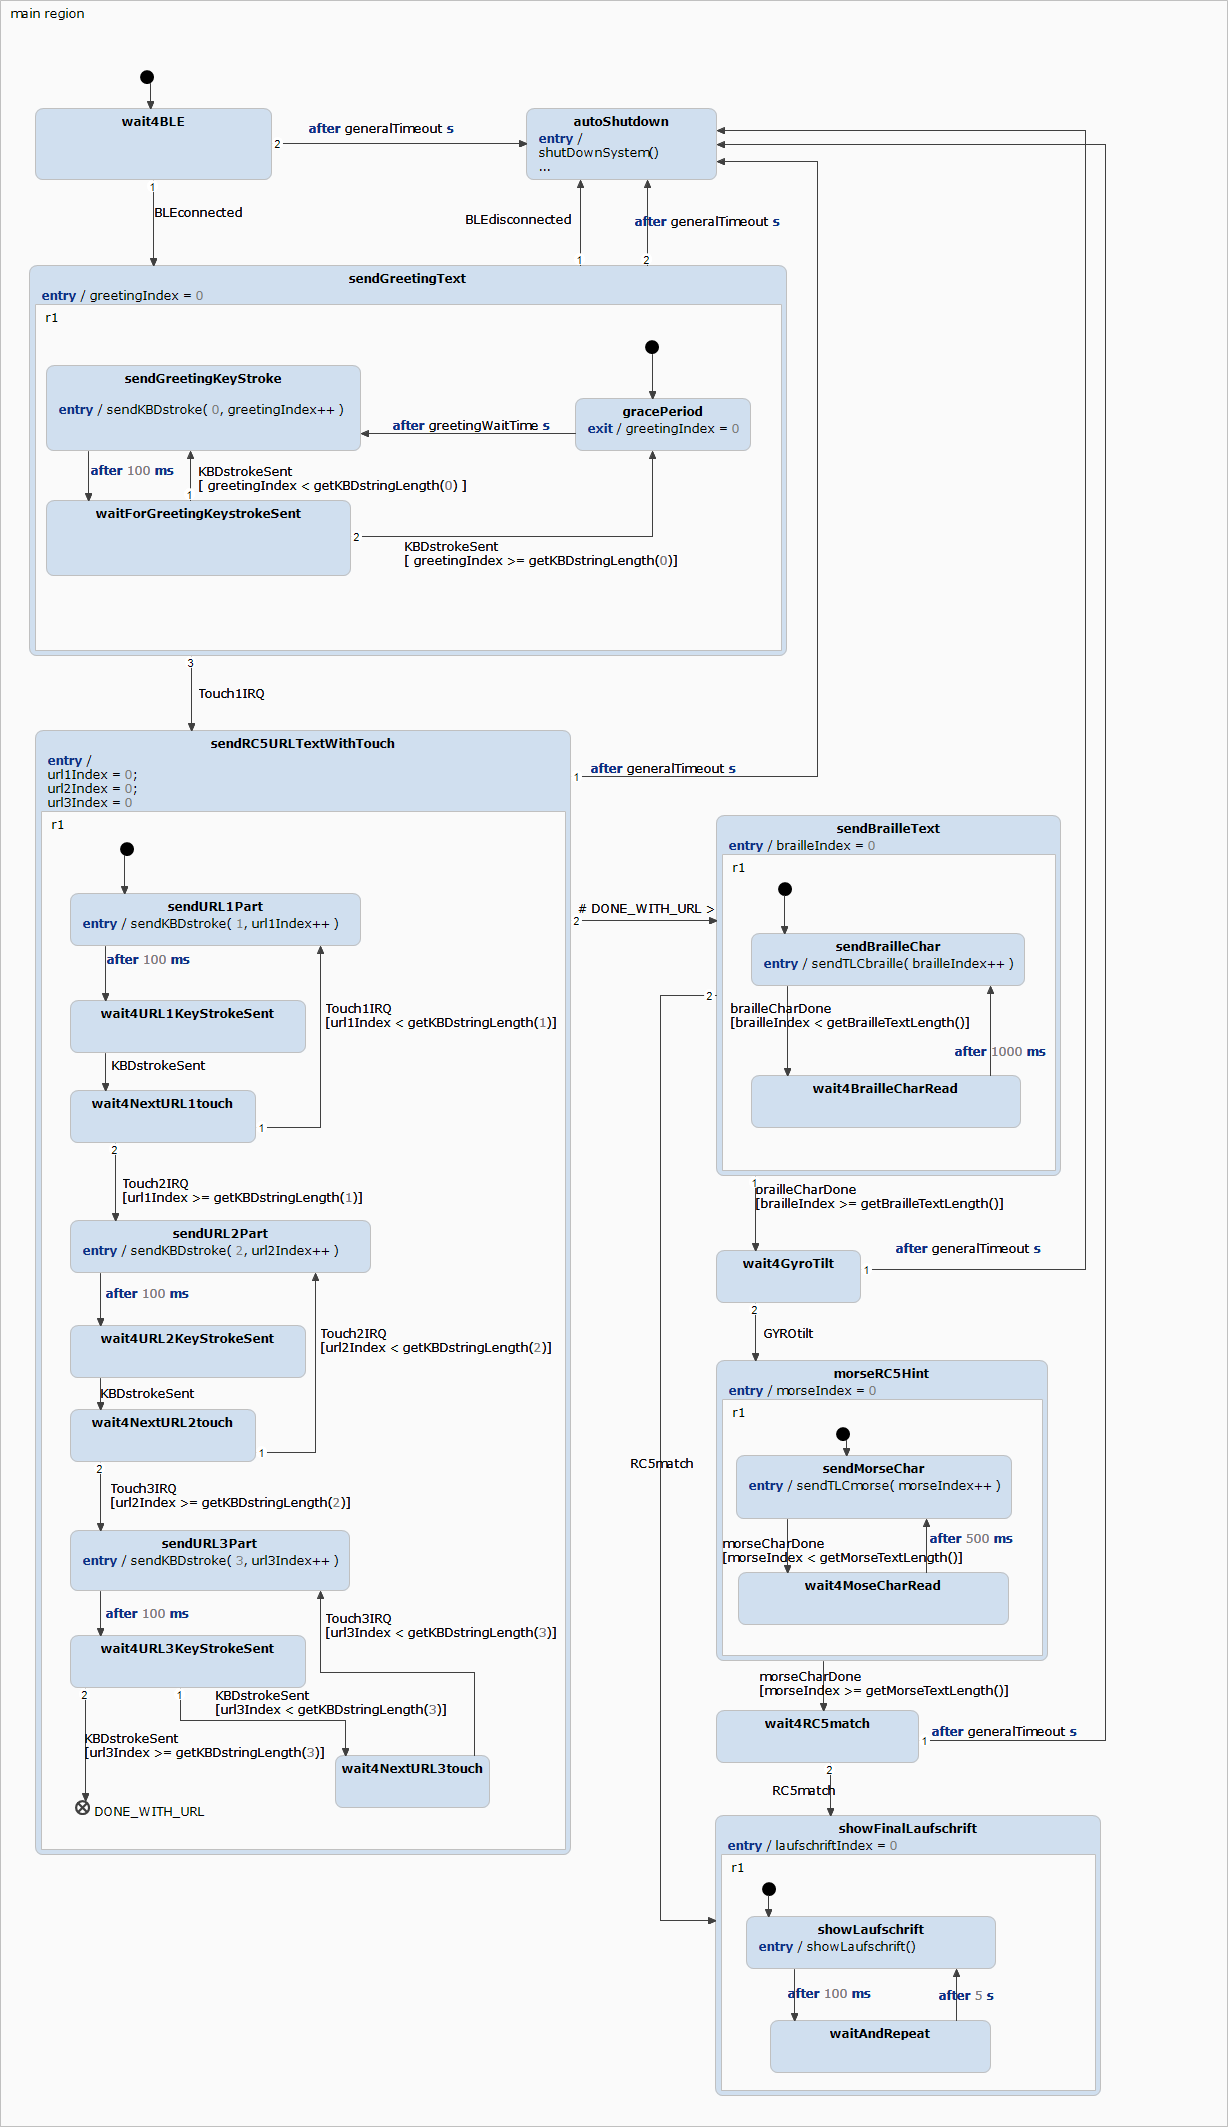 main region
wait4BLE
after generalTimeout s
2
1
BLEconnected
autoShutdown
entry /
shutDownSystem()
...
BLEdisconnected
after generalTimeout s
1
2
sendGreetingText
entry / greetingIndex = 0
r1
sendGreetingKeyStroke
entry / sendKBDstroke( 0, greetingIndex++ )
gracePeriod
exit / greetingIndex = 0
after greetingWaitTime s
after 100 ms
KBDstrokeSent
[ greetingIndex < getKBDstringLength(0) ]
1
waitForGreetingKeystrokeSent
2
KBDstrokeSent
[ greetingIndex >= getKBDstringLength(0)]
3
Touch1IRQ
sendRC5URLTextWithTouch
entry /
url1Index = 0;
url2Index = 0;
url3Index = 0
1
after generalTimeout s
r1
sendURL1Part
entry / sendKBDstroke( 1, url1Index++ )
after 100 ms
wait4URL1KeyStrokeSent
Touch1IRQ
[url1Index < getKBDstringLength(1)]
KBDstrokeSent
wait4NextURL1touch
1
2
Touch2IRQ
[url1Index >= getKBDstringLength(1)]
sendURL2Part
entry / sendKBDstroke( 2, url2Index++ )
after 100 ms
wait4URL2KeyStrokeSent
Touch2IRQ
[url2Index < getKBDstringLength(2)]
KBDstrokeSent
wait4NextURL2touch
1
2
Touch3IRQ
[url2Index >= getKBDstringLength(2)]
sendURL3Part
entry / sendKBDstroke( 3, url3Index++ )
after 100 ms
Touch3IRQ
[url3Index < getKBDstringLength(3)]
wait4URL3KeyStrokeSent
2
1
KBDstrokeSent
[url3Index < getKBDstringLength(3)]
KBDstrokeSent
[url3Index >= getKBDstringLength(3)]
wait4NextURL3touch
DONE_WITH_URL
# DONE_WITH_URL >
2
sendBrailleText
entry / brailleIndex = 0
r1
sendBrailleChar
entry / sendTLCbraille( brailleIndex++ )
2
brailleCharDone
[brailleIndex < getBrailleTextLength()]
after 1000 ms
wait4BrailleCharRead
1
brailleCharDone
[brailleIndex >= getBrailleTextLength()]
wait4GyroTilt
1
after generalTimeout s
2
GYROtilt
morseRC5Hint
entry / morseIndex = 0
r1
sendMorseChar
entry / sendTLCmorse( morseIndex++ )
morseCharDone
[morseIndex < getMorseTextLength()]
after 500 ms
wait4MoseCharRead
RC5match
morseCharDone
[morseIndex >= getMorseTextLength()]
wait4RC5match
1
after generalTimeout s
2
RC5match
showFinalLaufschrift
entry / laufschriftIndex = 0
r1
showLaufschrift
entry / showLaufschrift()
after 100 ms
after 5 s
waitAndRepeat